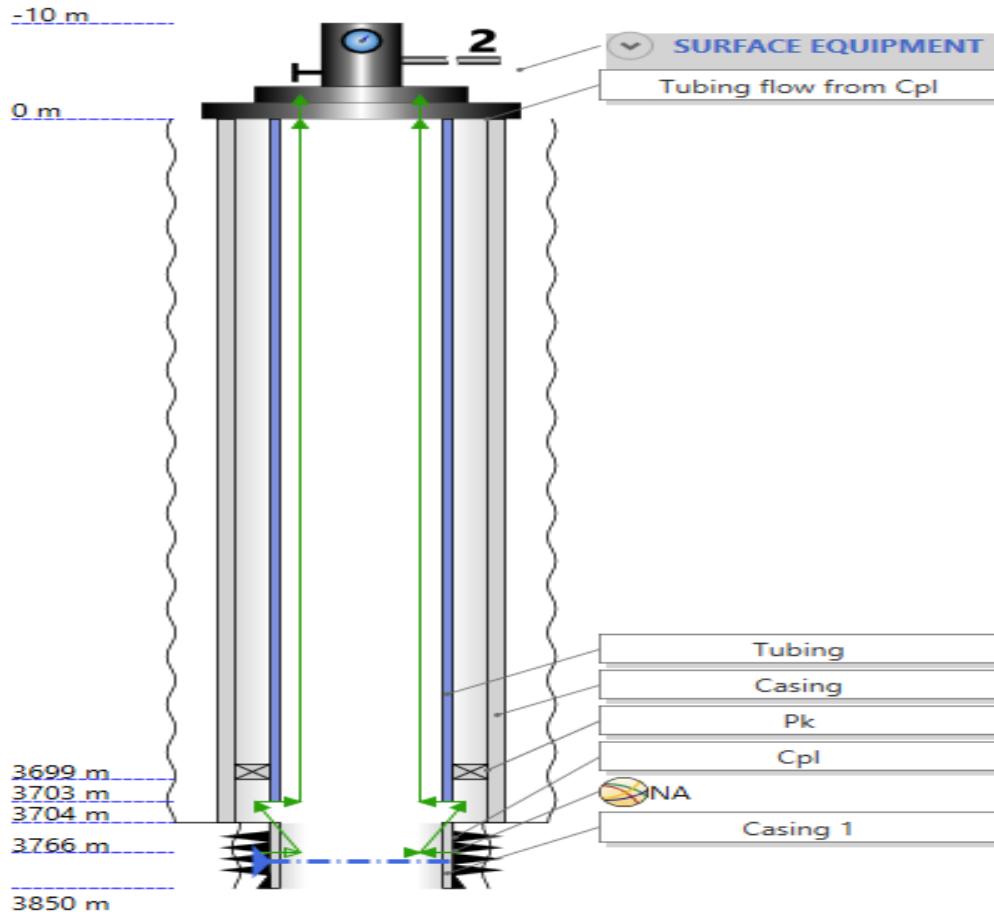 -10 m
2
SURFACE EQUIPMENT
Tubing flow from Cpl
0 m
Tubing
Casing
Pk
Cpl
3699 m
3703 m
NA
3704 m
Casing 1
3766 m
3850 m